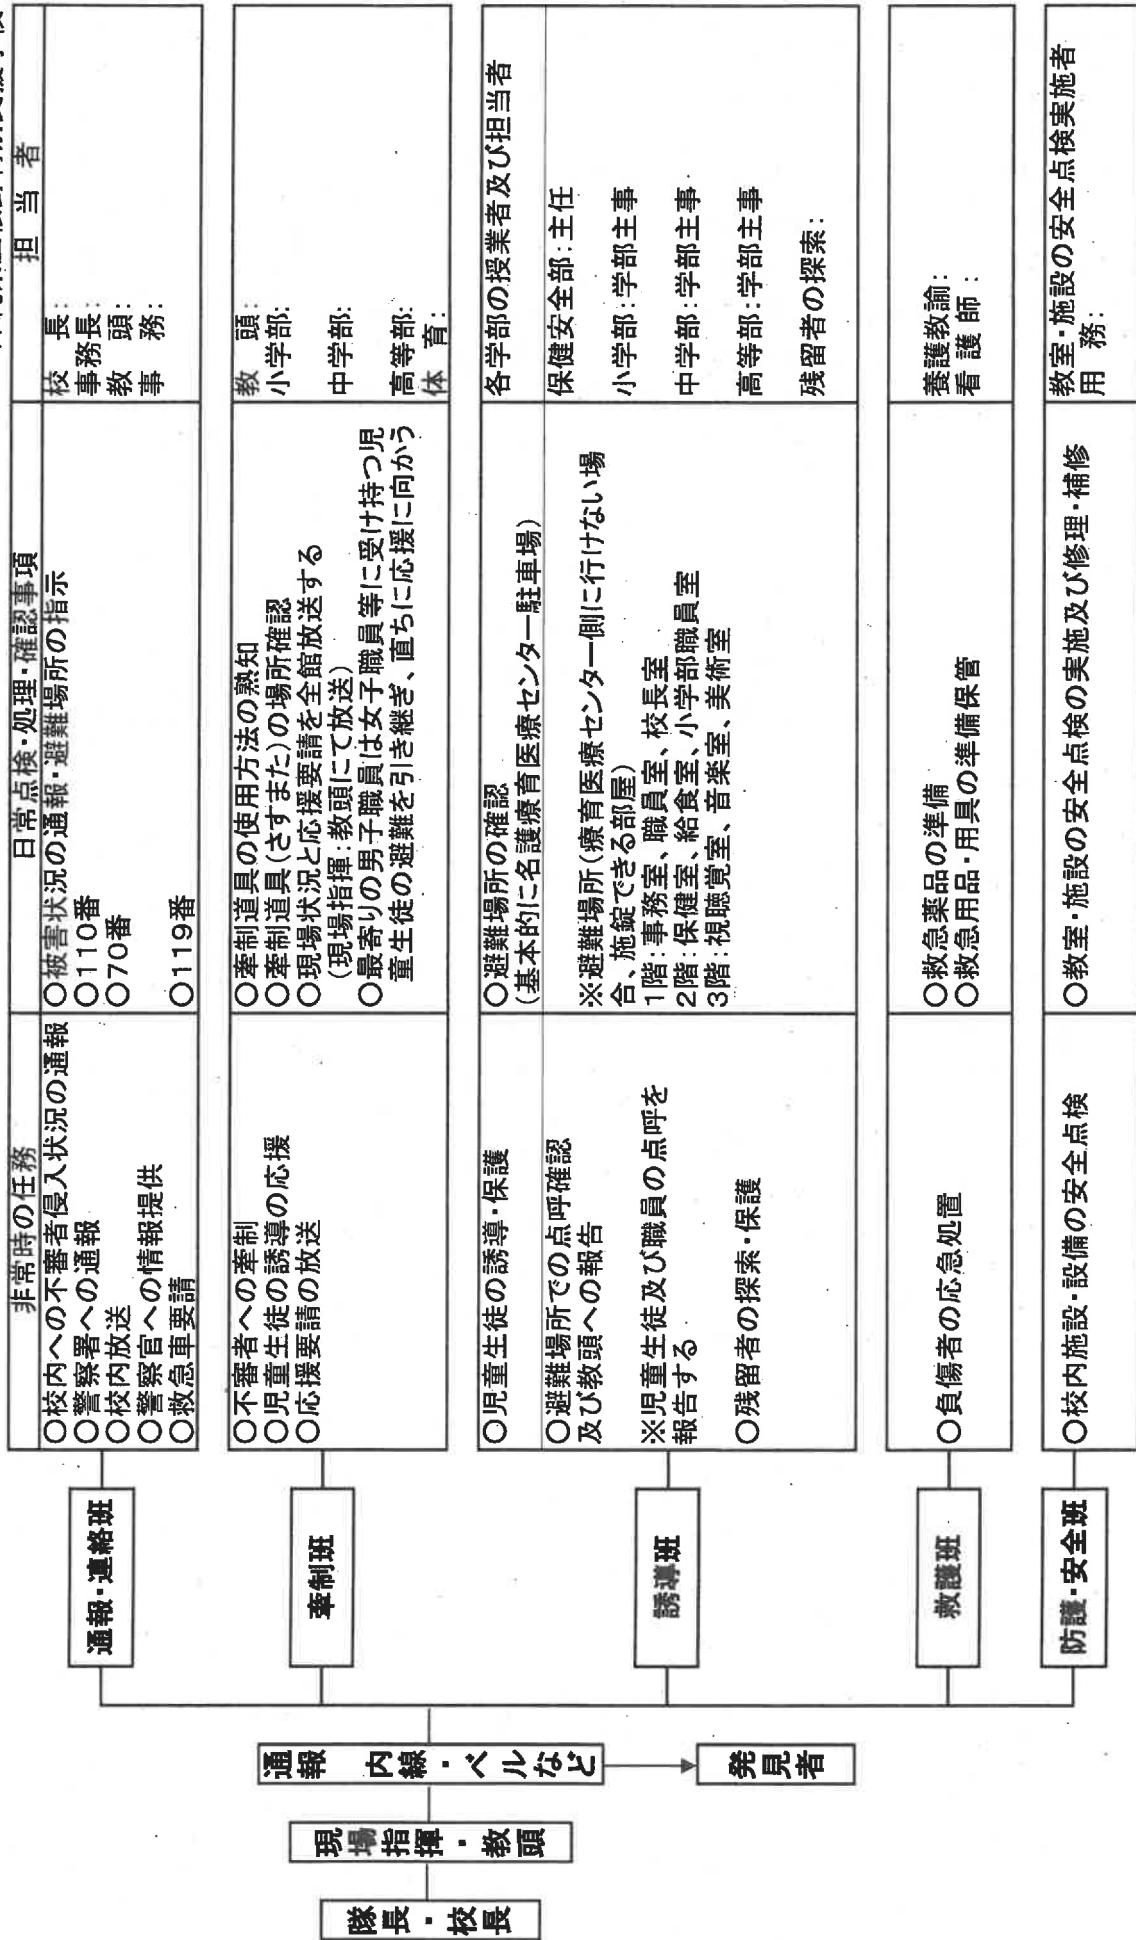 非常時の任務
日常点検・処理・確認事項
担 当 者
隊長・校長
現場指揮・教頭
通報 内線・ベルなど
発見者
通報・連絡班
○校内への不審者侵入状況の通報
○警察署への通報
○校内放送
○警察官への情報提供
○救急車要請
○被害状況の通報・避難場所の指示
○110番
○70番
○119番
校 長:
事務長:
教 頭:
事 務:
牽制班
○不審者への牽制
○児童生徒の誘導の応援
○応援要請の放送
○牽制道具の使用方法の熟知
○牽制道具(さすまた)の場所確認
○現場状況と応援要請を全館放送する
(現場指揮:教頭にて放送)
○最寄りの男子職員は女子職員等に受け持つ児
童生徒の避難を引き継ぎ、直ちに応援に向かう
教 頭:
小学部:
中学部:
高等部:
体 育:
誘導班
○児童生徒の誘導・保護
○避難場所での点呼確認
及び教頭への報告
※児童生徒及び職員の点呼を
報告する
○残留者の探索・保護
○避難場所の確認
(基本的に名護療育医療センター駐車場)
※避難場所(療育医療センター側に行けない場
合、施錠できる部屋)
1階:事務室、職員室、校長室
2階:保健室、給食室、小学部職員室
3階:視聴覚室、音楽室、美術室
各学部の授業者及び担当者
保健安全部:主任
小学部:学部主事
中学部:学部主事
高等部:学部主事
残留者の探索:
救護班
○負傷者の応急処置
○救急薬品の準備
○救急用品・用具の準備保管
養護教諭:
看 護 師:
防護・安全班
○校内施設・設備の安全点検
○教室・施設の安全点検の実施及び修理・補修
教室・施設の安全点検実施者
用 務: